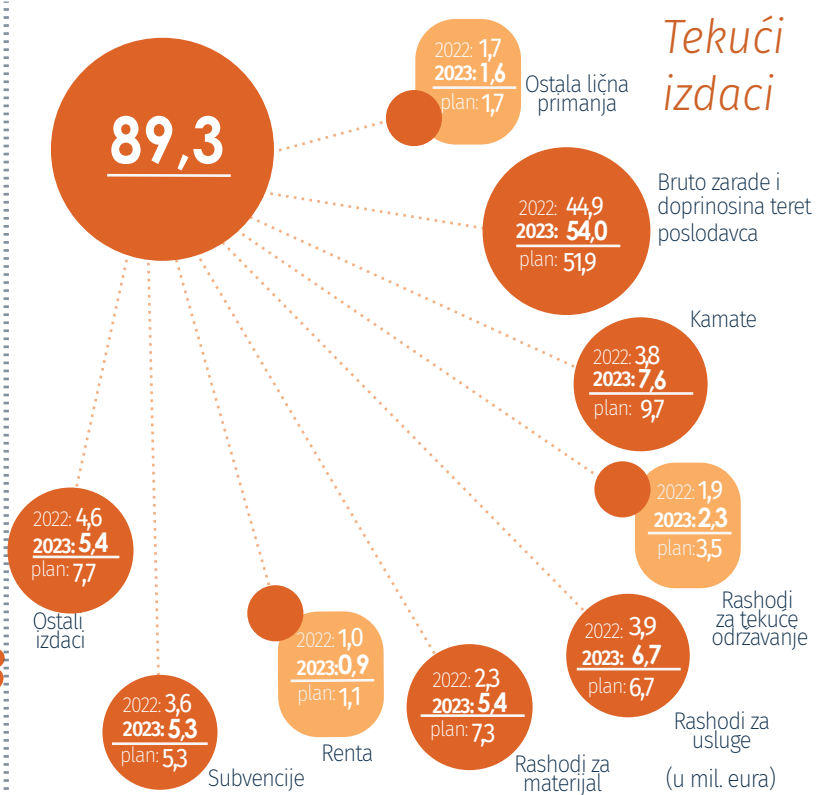 Tekući
izdaci
89,3
2022: 1,7
2023: 1,6
plan: 1,7
Ostala lična
primanja
2022: 44,9
2023: 54,0
plan: 51,9
Bruto zarade i
doprinosina teret
poslodavca
Kamate
2022: 3,8
2023: 7,6
plan: 9,7
2022: 1,9
2023: 2,3
plan: 3,5
Rashodi
za tekuće
održavanje
2022: 3,9
2023: 6,7
plan: 6,7
Rashodi za
usluge
2022: 2,3
2023: 5,4
plan: 7,3
Rashodi za
materijal
2022: 1,0
2023: 0,9
plan: 1,1
Renta
2022: 3,6
2023: 5,3
plan: 5,3
Subvencije
2022: 4,6
2023: 5,4
plan: 7,7
Ostali
izdaci
(u mil. eura)